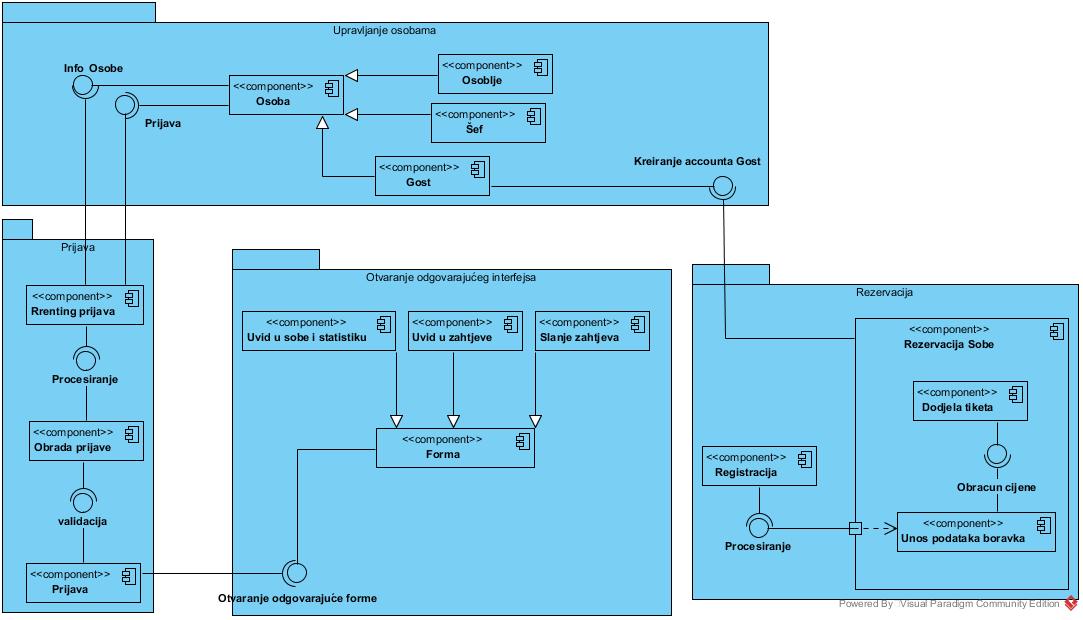 Upravljanje osobama
Info Osobe
<<component>>
Osoba
<<component>>
Osoblje
Prijava
<<component>>
Šef
<<component>>
Gost
Kreiranje accounta Gost
Prijava
<<component>>
Rrenting prijava
Procesiranje
<<component>>
Obrada prijave
validacija
<<component>>
Prijava
Otvaranje odgovarajućeg interfejsa
<<component>>
Uvid u sobe i statistiku
<<component>>
Uvid u zahtjeve
<<component>>
Slanje zahtjeva
<<component>>
Forma
Otvaranje odgovarajuće forme
Rezervacija
<<component>>
Rezervacija Sobe
<<component>>
Dodjela tiketa
<<component>>
Registracija
Obracun cijene
Procesiranje
<<component>>
Unos podataka boravka
Powered By Visual Paradigm Community Edition